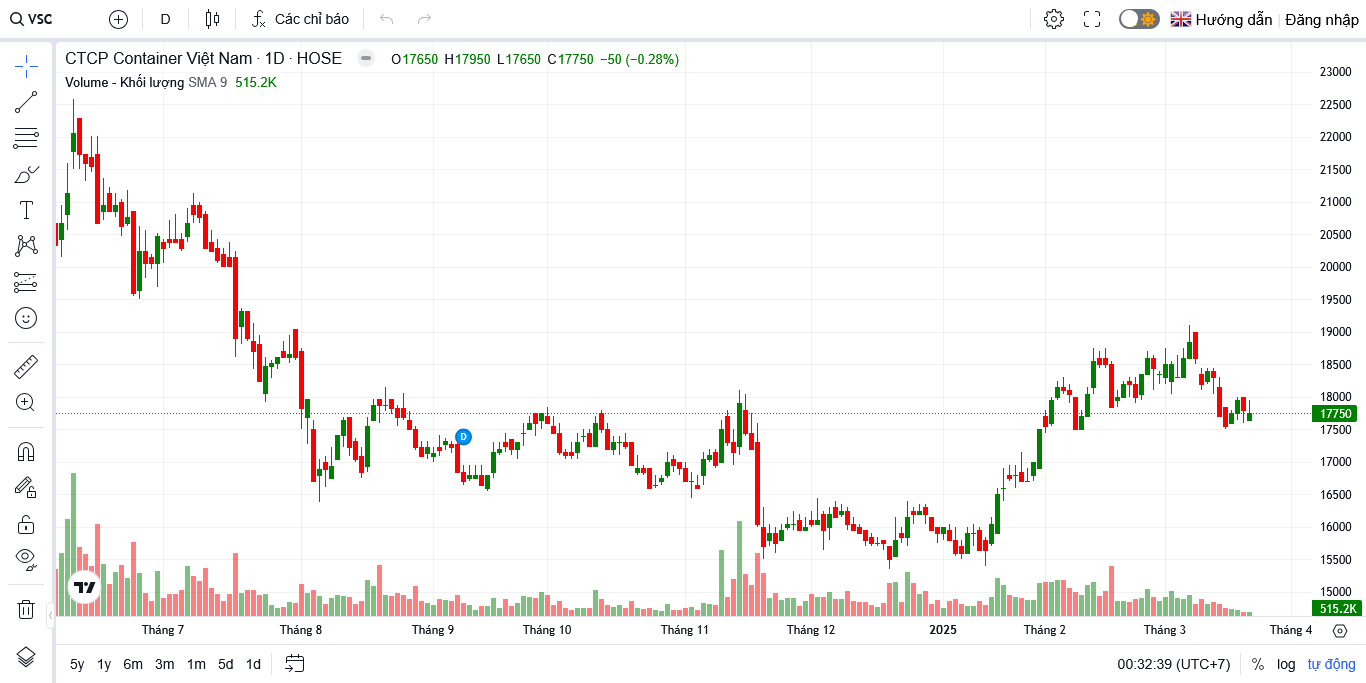 VSC D Các chỉ báo Hướng dẫn Đăng nhập
CTCP Container Việt Nam · 1D · HOSE O17650 H17950 L17650 C17750 −50 (−0.28%)
Volume - Khối lượng SMA 9 515.2K
23000
22500
22000
21500
21000
20500
20000
19500
19000
18500
18000
17750
17500
17000
16500
16000
15500
15000
515.2K
D
Tháng 7 Tháng 8 Tháng 9 Tháng 10 Tháng 11 Tháng 12 2025 Tháng 2 Tháng 3 Tháng 4
5y 1y 6m 3m 1m 5d 1d 00:32:39 (UTC+7) % log tự động